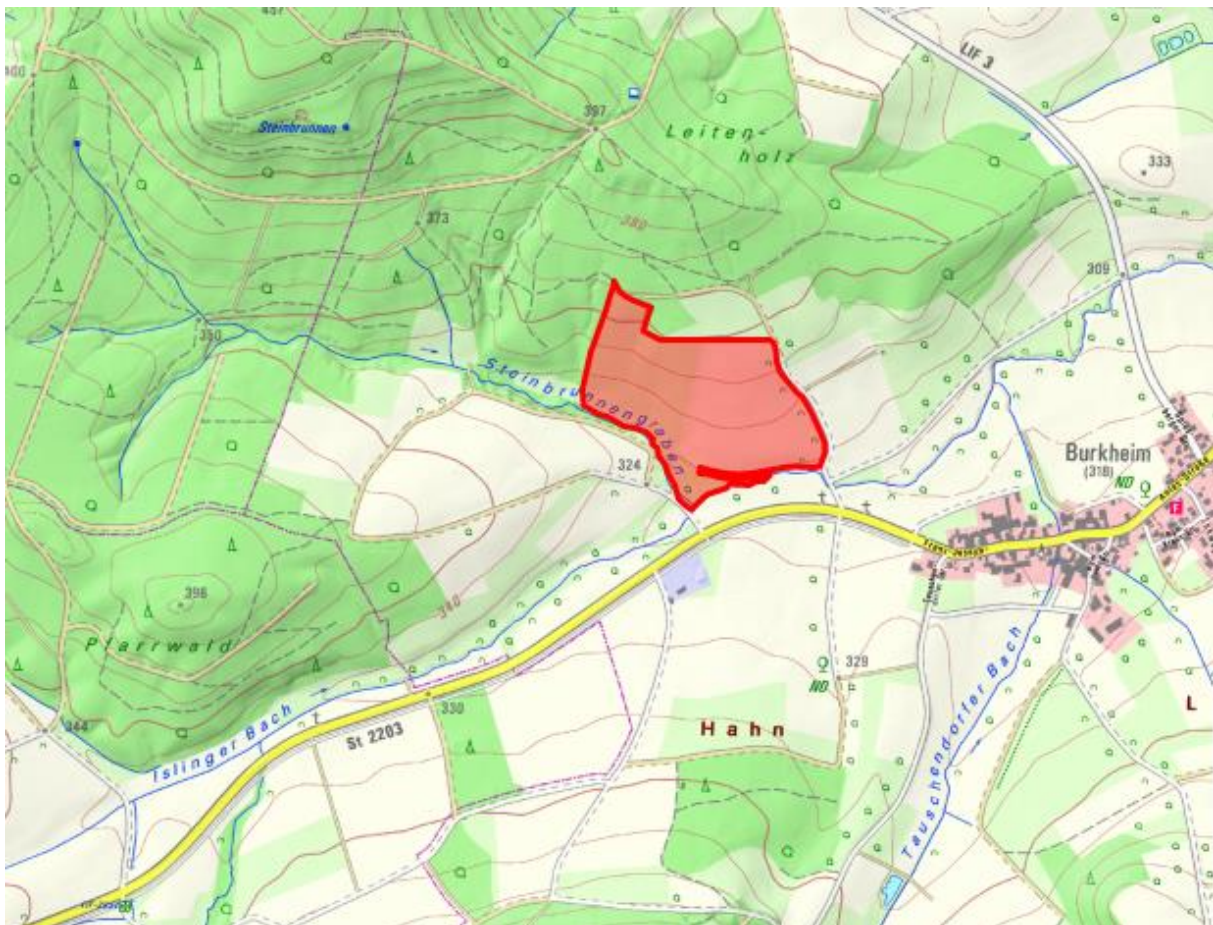 LIF 3
397
Steinbrunnen
Leiten-
holz
333
373
380
309
350
Steinbrunnengraben
324
Burkheim
(318)
ND
F
396
340
Pfarrwald
329
ND
344
330
Hahn
L
St 2203
Islinger Bach
Tauschendorfer Bach